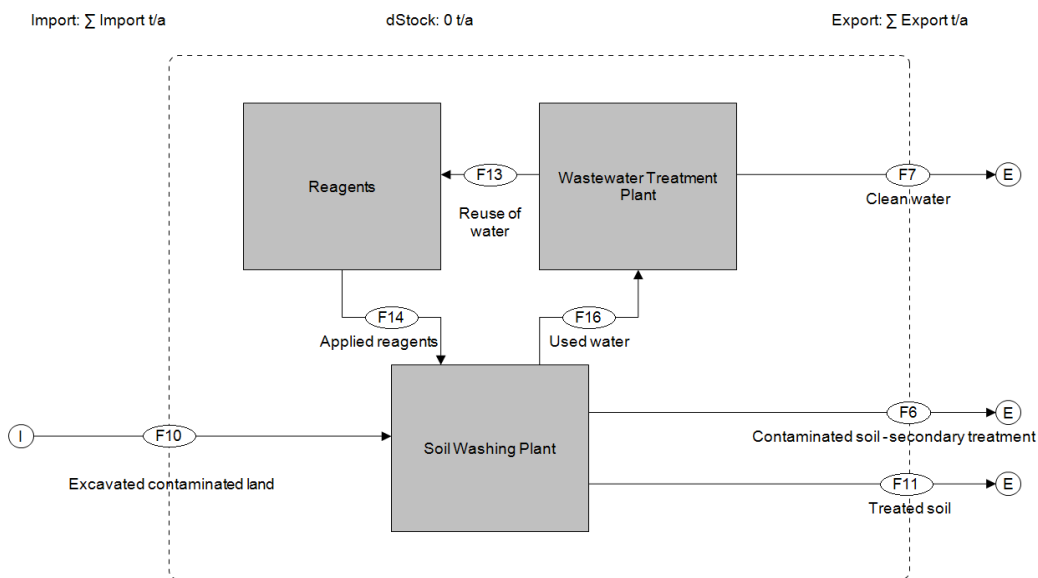 Import: ∑ Import t/a
dStock: 0 t/a
Export: ∑ Export t/a
Reagents
F13
Reuse of
water
Wastewater Treatment
Plant
F7
E
Clean water
F14
Applied reagents
F16
Used water
I
F10
Excavated contaminated land
Soil Washing Plant
F6
E
Contaminated soil - secondary treatment
F11
E
Treated soil